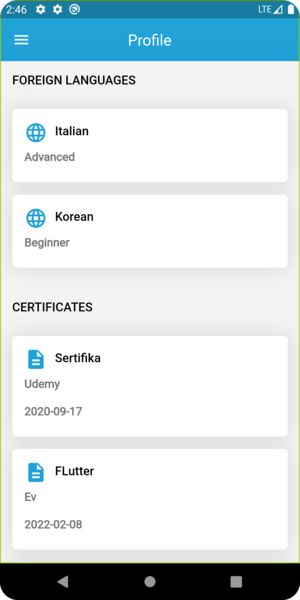 2:46
LTE
Profile
FOREIGN LANGUAGES
Italian
Advanced
Korean
Beginner
CERTIFICATES
Sertifika
Udemy
2020-09-17
FLutter
Ev
2022-02-08